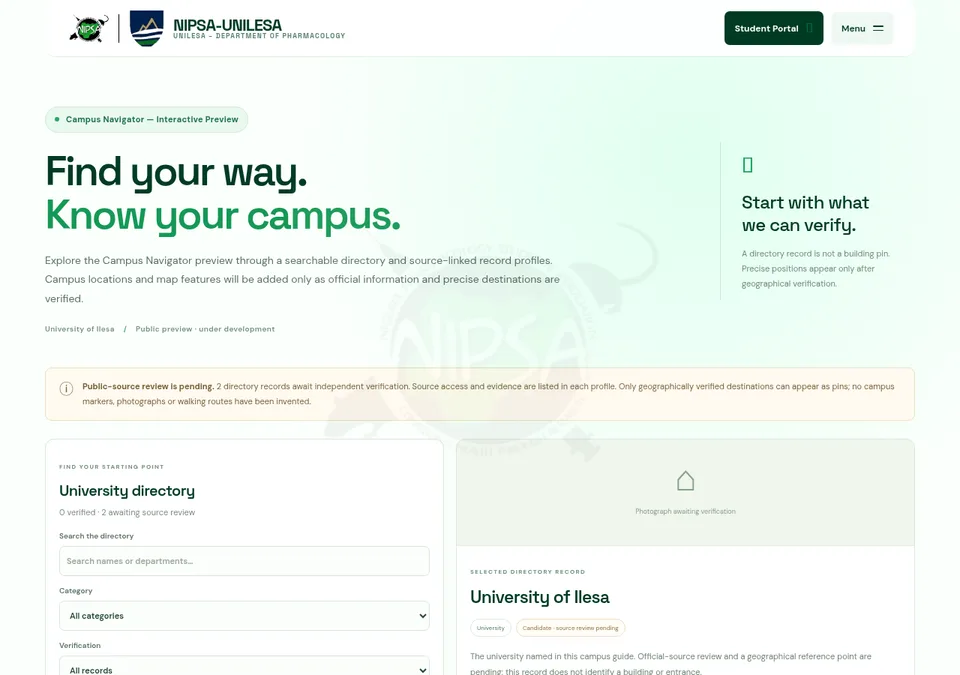 NIPSA
NIPSA-UNILESA
UNILESA - DEPARTMENT OF PHARMACOLOGY
Student Portal
Menu
Campus Navigator — Interactive Preview
Find your way.
Know your campus.
Explore the Campus Navigator preview through a searchable directory and source-linked record profiles.
Campus locations and map features will be added only as official information and precise destinations are
verified.
University of Ilesa / Public preview · under development
Start with what
we can verify.
A directory record is not a building pin.
Precise positions appear only after
geographical verification.
NIPSA
Public-source review is pending. 2 directory records await independent verification. Source access and evidence are listed in each profile. Only geographically verified destinations can appear as pins; no campus
markers, photographs or walking routes have been invented.
FIND YOUR STARTING POINT
University directory
0 verified · 2 awaiting source review
Search the directory
Search names or departments...
Category
All categories
Verification
All records
Photograph awaiting verification
SELECTED DIRECTORY RECORD
University of Ilesa
University
Candidate · source review pending
The university named in this campus guide. Official-source review and a geographical reference point are
pending; this record does not identify a building or entrance.